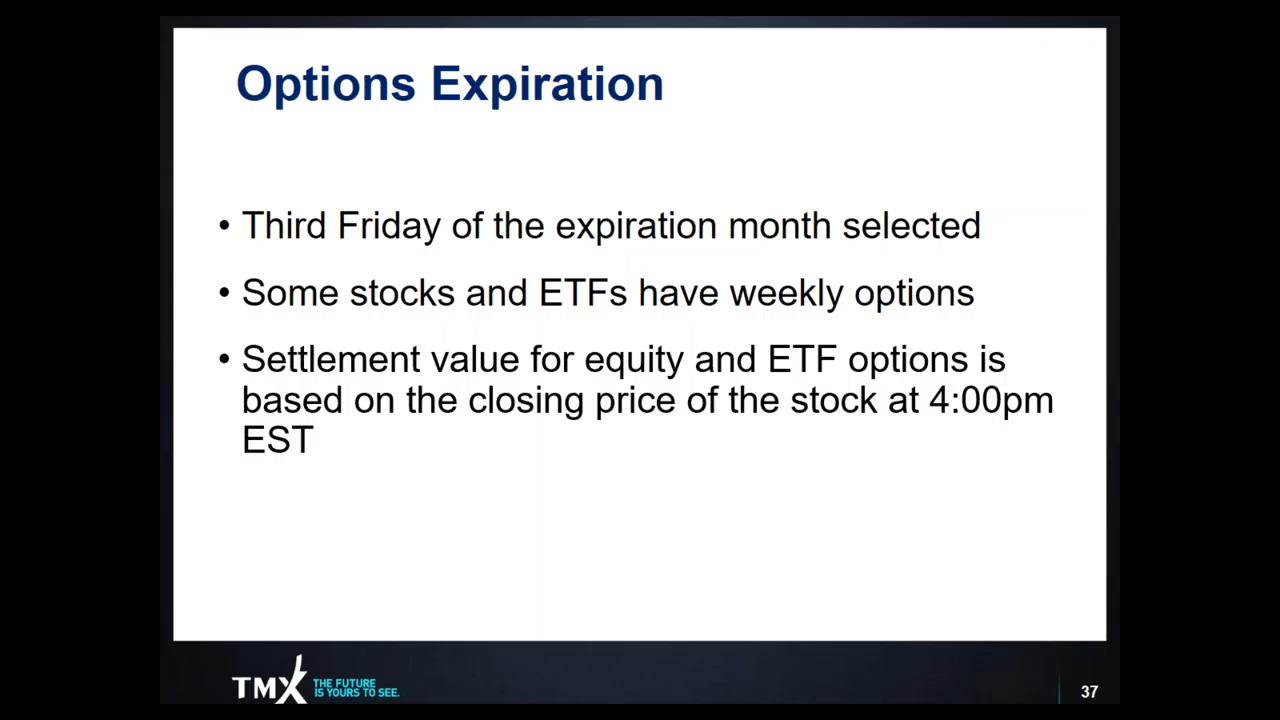 Options Expiration
• Third Friday of the expiration month selected
• Some stocks and ETFs have weekly options
• Settlement value for equity and ETF options is
based on the closing price of the stock at 4:00pm
EST
TMX THE FUTURE
IS YOURS TO SEE.
37